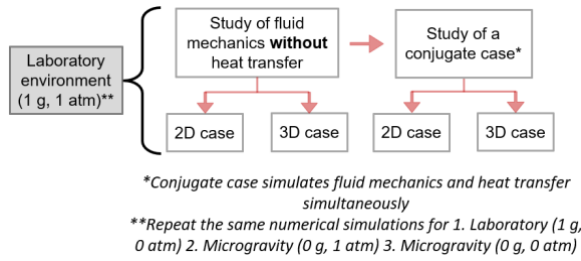 Laboratory
environment
(1 g, 1 atm)**
Study of fluid
mechanics without
heat transfer
Study of a
conjugate case*
2D case
3D case
2D case
3D case
*Conjugate case simulates fluid mechanics and heat transfer
simultaneously
**Repeat the same numerical simulations for 1. Laboratory (1 g,
0 atm) 2. Microgravity (0 g, 1 atm) 3. Microgravity (0 g, 0 atm)